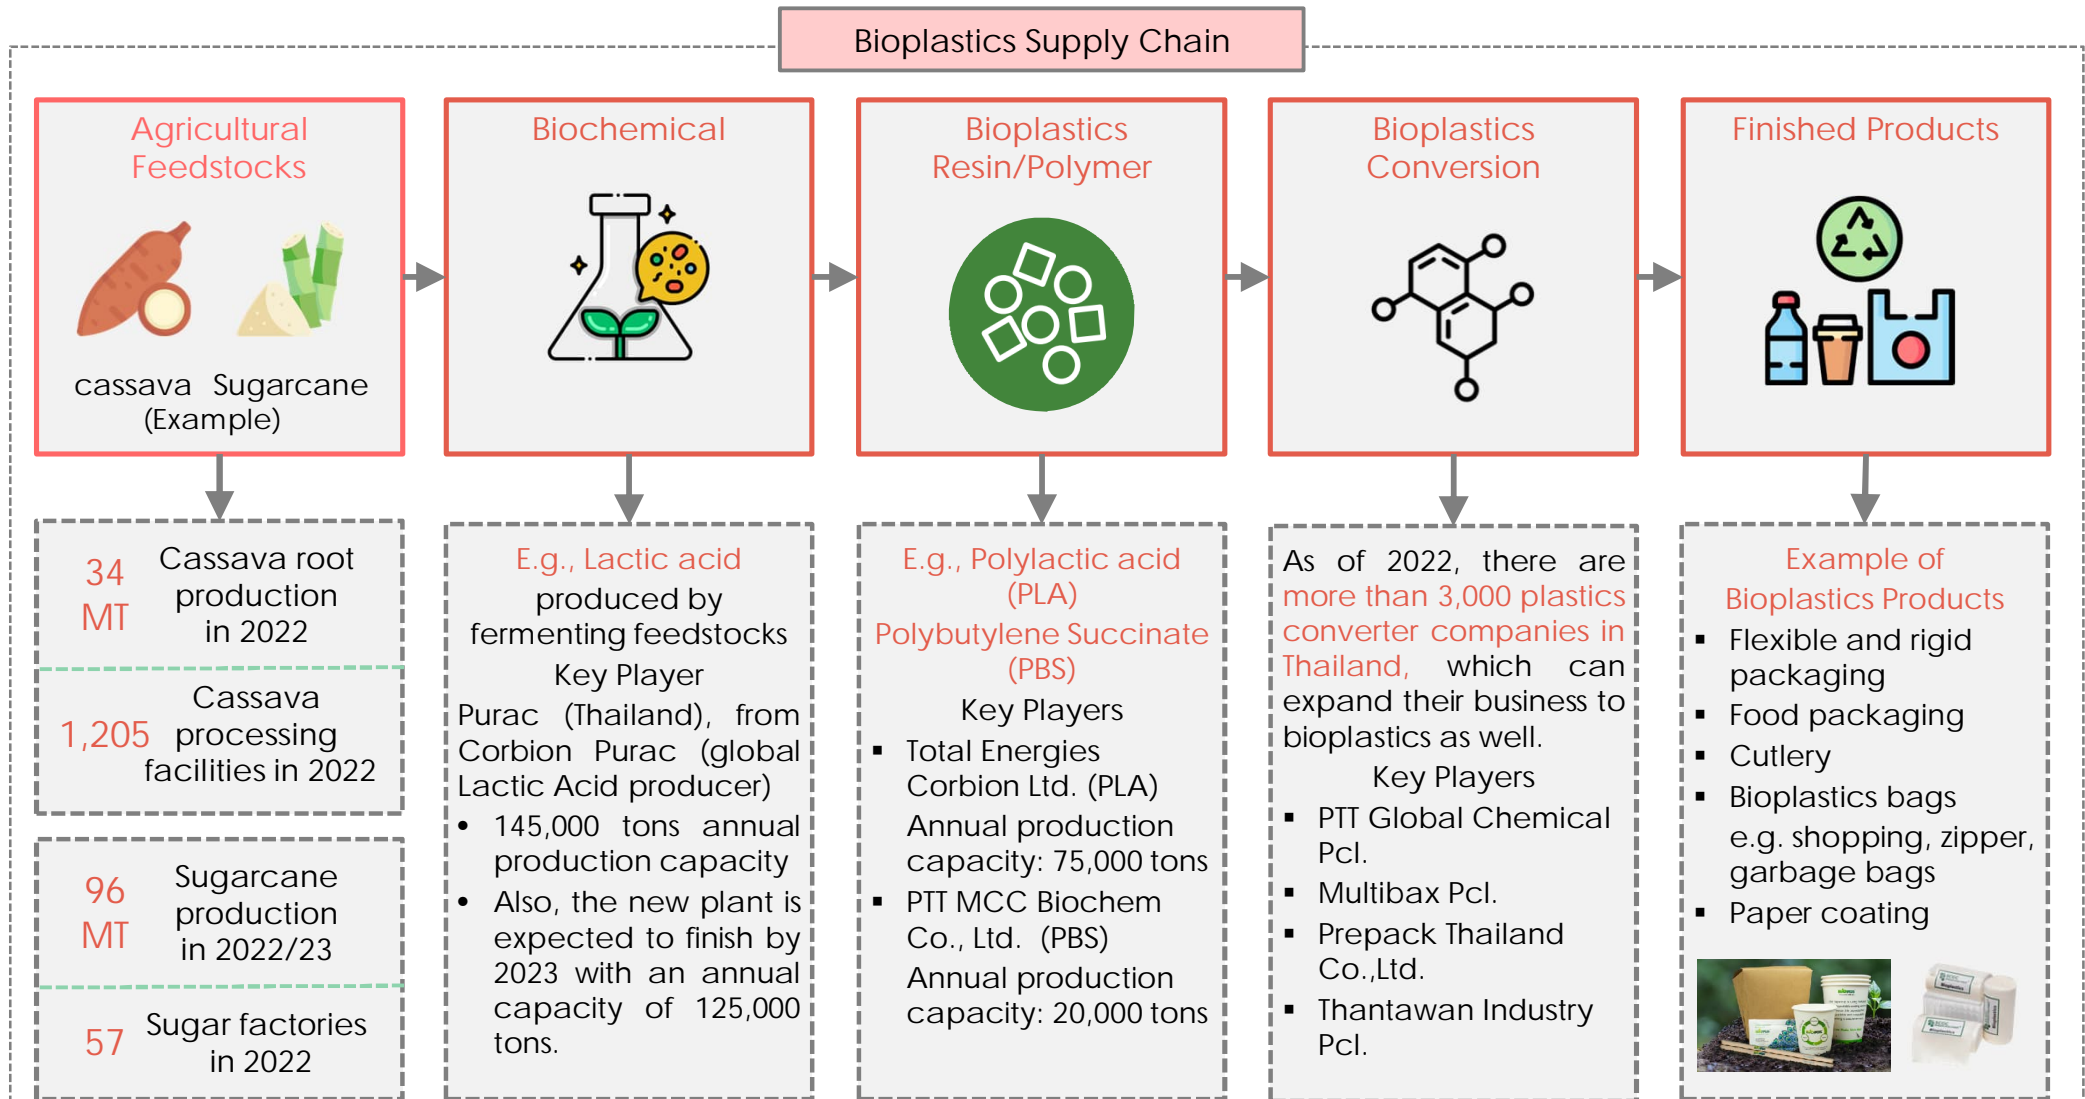 Bioplastics Supply Chain
Agricultural
Feedstocks
cassava Sugarcane
(Example)
Biochemical
Bioplastics
Resin/Polymer
Bioplastics
Conversion
Finished Products
34
MT
Cassava root
production
in 2022
1,205
Cassava
processing
facilities in 2022
96
MT
Sugarcane
production
in 2022/23
57
Sugar factories
in 2022
E.g., Lactic acid
produced by
fermenting feedstocks
Key Player
Purac (Thailand), from
Corbion Purac (global
Lactic Acid producer)
• 145,000 tons annual
production capacity
• Also, the new plant is
expected to finish by
2023 with an annual
capacity of 125,000
tons.
E.g., Polylactic acid
(PLA)
Polybutylene Succinate
(PBS)
Key Players
▪ Total Energies
Corbion Ltd. (PLA)
Annual production
capacity: 75,000 tons
▪ PTT MCC Biochem
Co., Ltd. (PBS)
Annual production
capacity: 20,000 tons
As of 2022, there are
more than 3,000 plastics
converter companies in
Thailand, which can
expand their business to
bioplastics as well.
Key Players
▪ PTT Global Chemical
Pcl.
▪ Multibax Pcl.
▪ Prepack Thailand
Co.,Ltd.
▪ Thantawan Industry
Pcl.
Example of
Bioplastics Products
▪ Flexible and rigid
packaging
▪ Food packaging
▪ Cutlery
▪ Bioplastics bags
e.g. shopping, zipper,
garbage bags
▪ Paper coating
Bioplastics
Bioplastics
Bioplastics